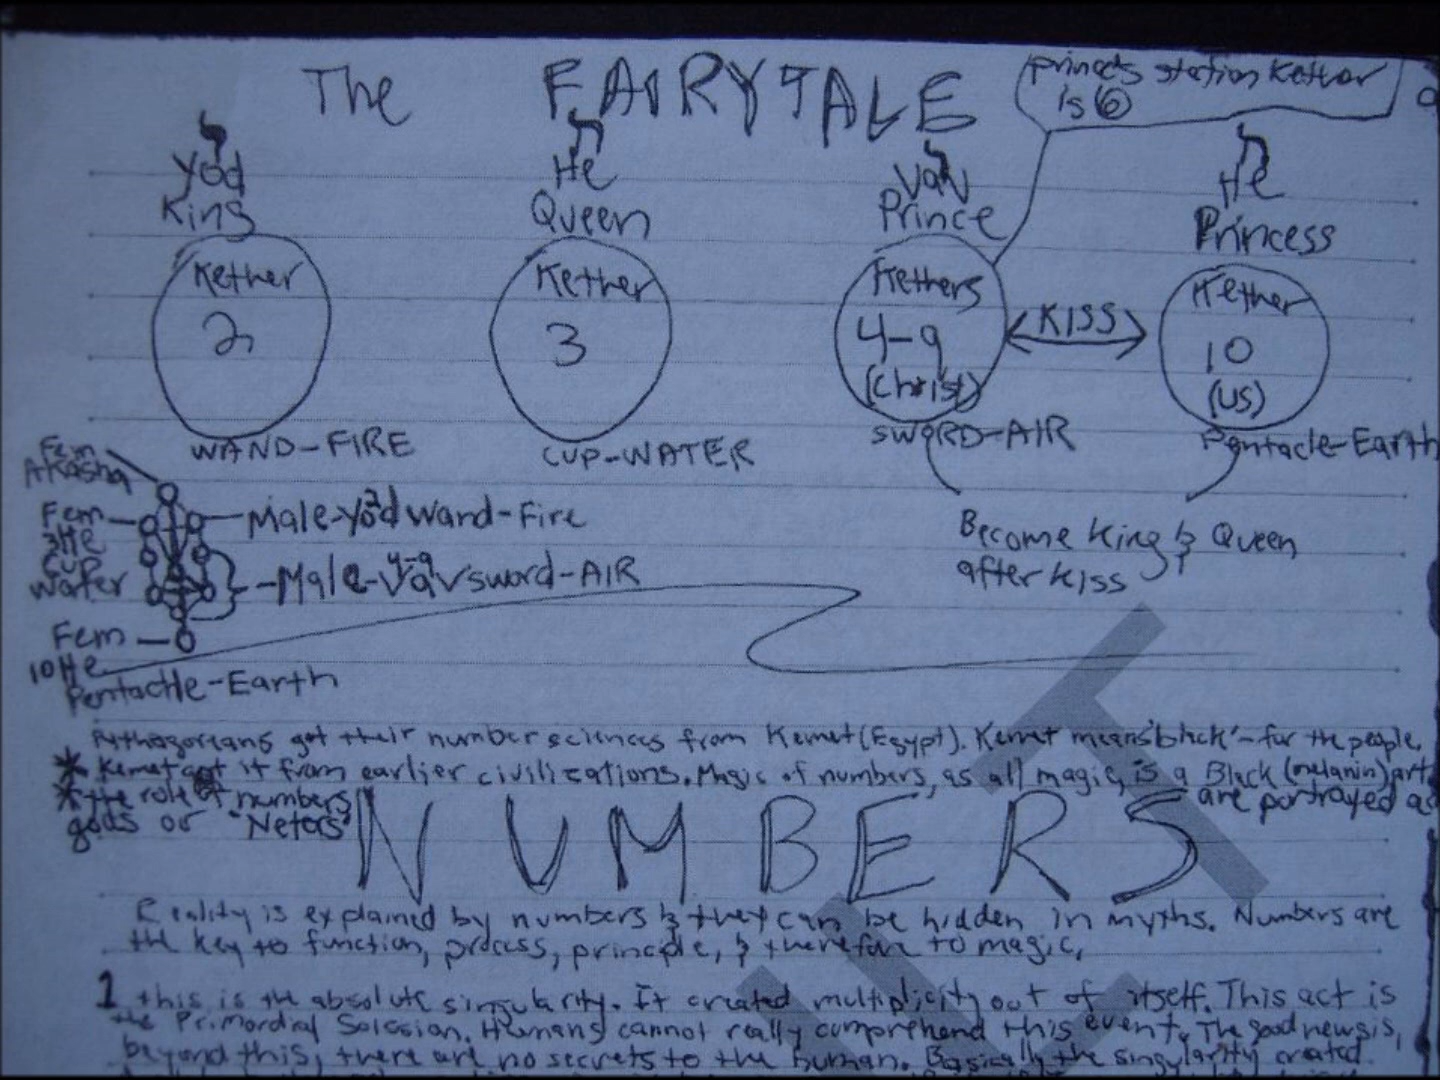 The FAIRYTALE
prince's station Kether
is 6
י
Yod
King
Kether
2
WAND-FIRE
ה
He
Queen
Kether
3
CUP-WATER
ו
Vav
Prince
Kethers
4-9
(Christ)
SWORD-AIR
KISS
ה
He
Princess
Kether
10
(US)
Pentacle-Earth
Become King & Queen
after kiss
Fem
Akasha
Fem
3He
Cup
Water
2
Male-Yod Wand-Fire
4-9
Male-Vav sword-AIR
Fem
10He
Pentactle-Earth
Pythagoreans got their number sciences from Kemet (Egypt). Kemet means 'black' - for the people.
* Kemet got it from earlier civilizations. Magic of numbers, as all magic, is a Black (melanin) art.
* the role of numbers are portrayed as
gods or "Neters"
NUMBERS
Reality is explained by numbers & they can be hidden in myths. Numbers are
the key to function, process, principle, & therefore to magic.
1 this is the absolute singularity. It created multiplicity out of itself. This act is
the Primordial Scission. Humans cannot really comprehend this event. The good news is,
beyond this, there are no secrets to the human. Basically the singularity created